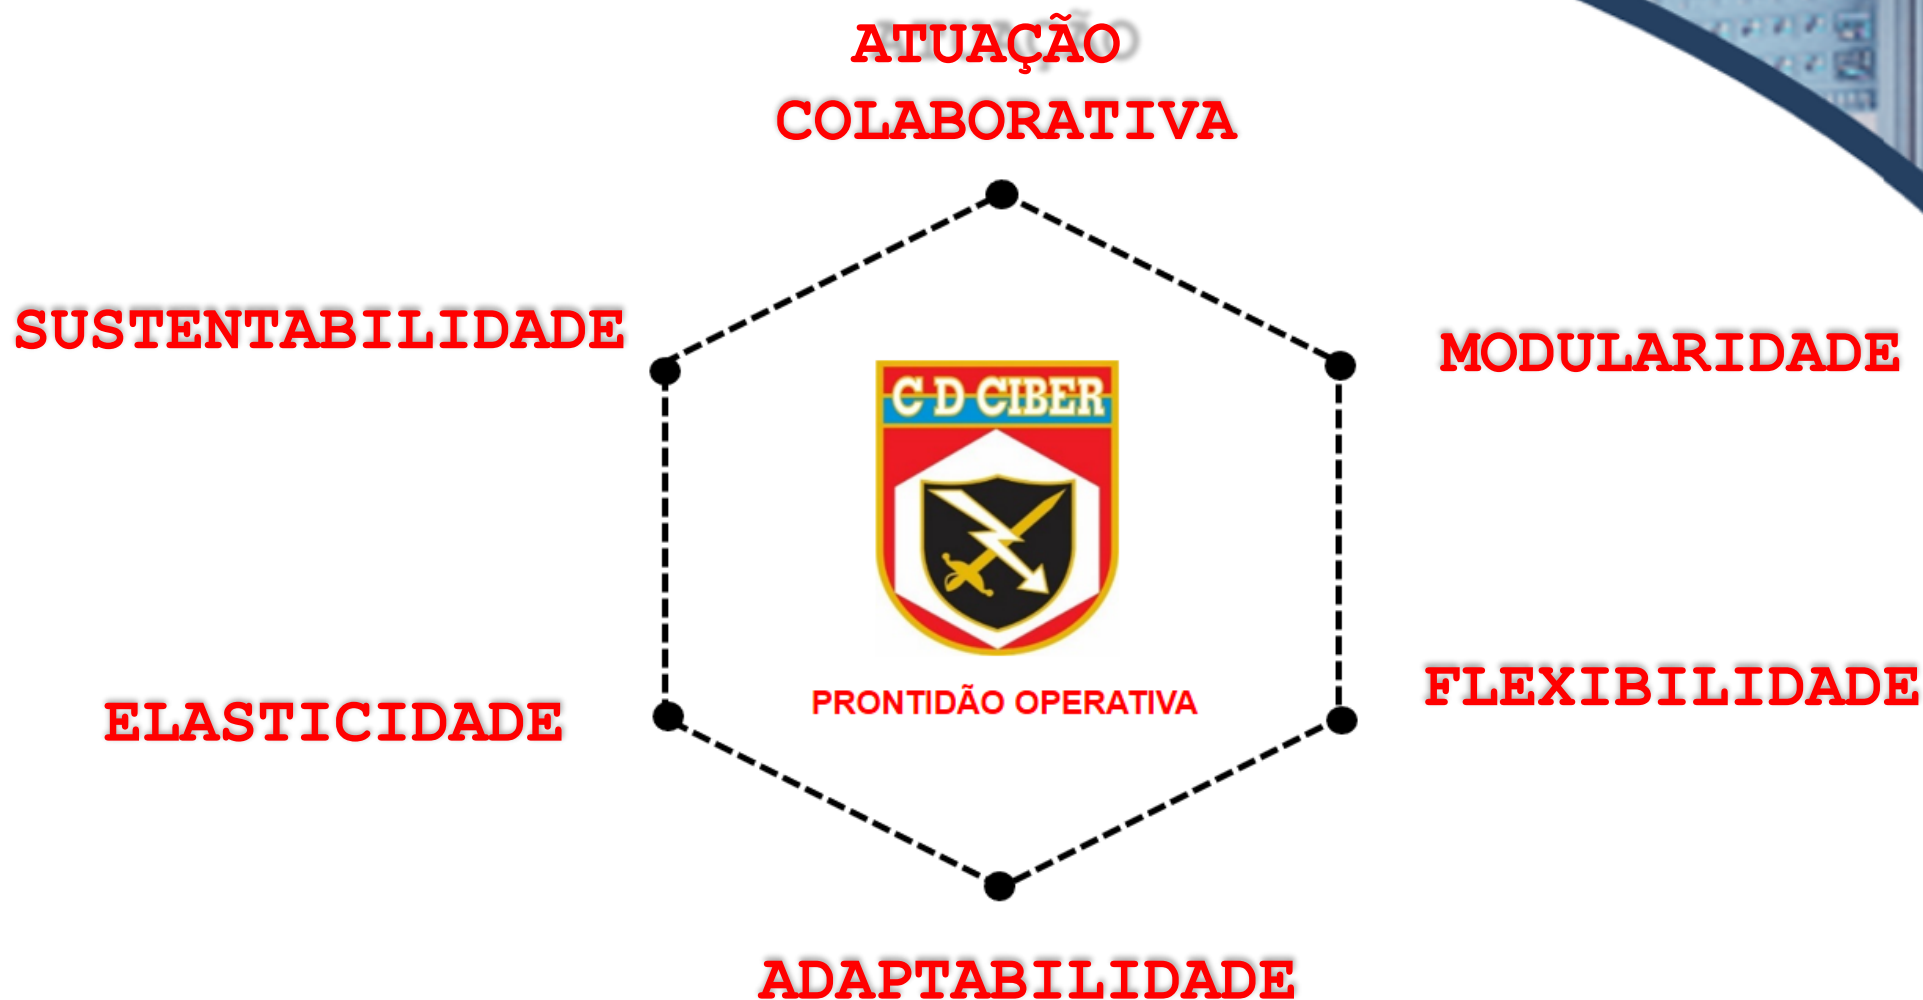 ATUAÇÃO
COLABORATIVA
SUSTENTABILIDADE
MODULARIDADE
C D CIBER
FLEXIBILIDADE
PRONTIDÃO OPERATIVA
ELASTICIDADE
ADAPTABILIDADE